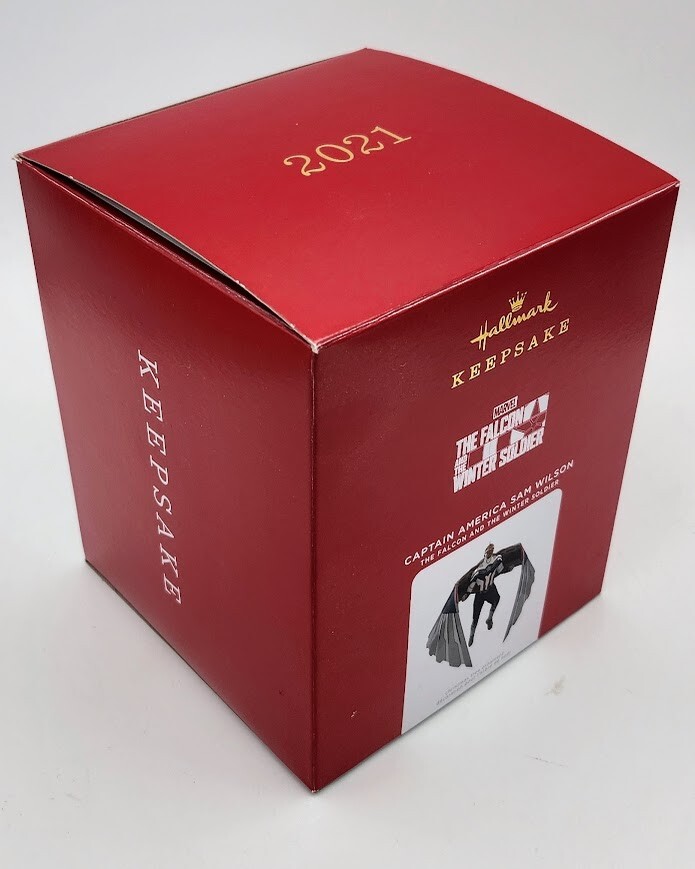 2021
Hallmark
KEEPSAKE
MARVEL
THE FALCON
AND THE
WINTER SOLDIER
CAPTAIN AMERICA SAM WILSON
THE FALCON AND THE WINTER SOLDIER
KEEPSAKE